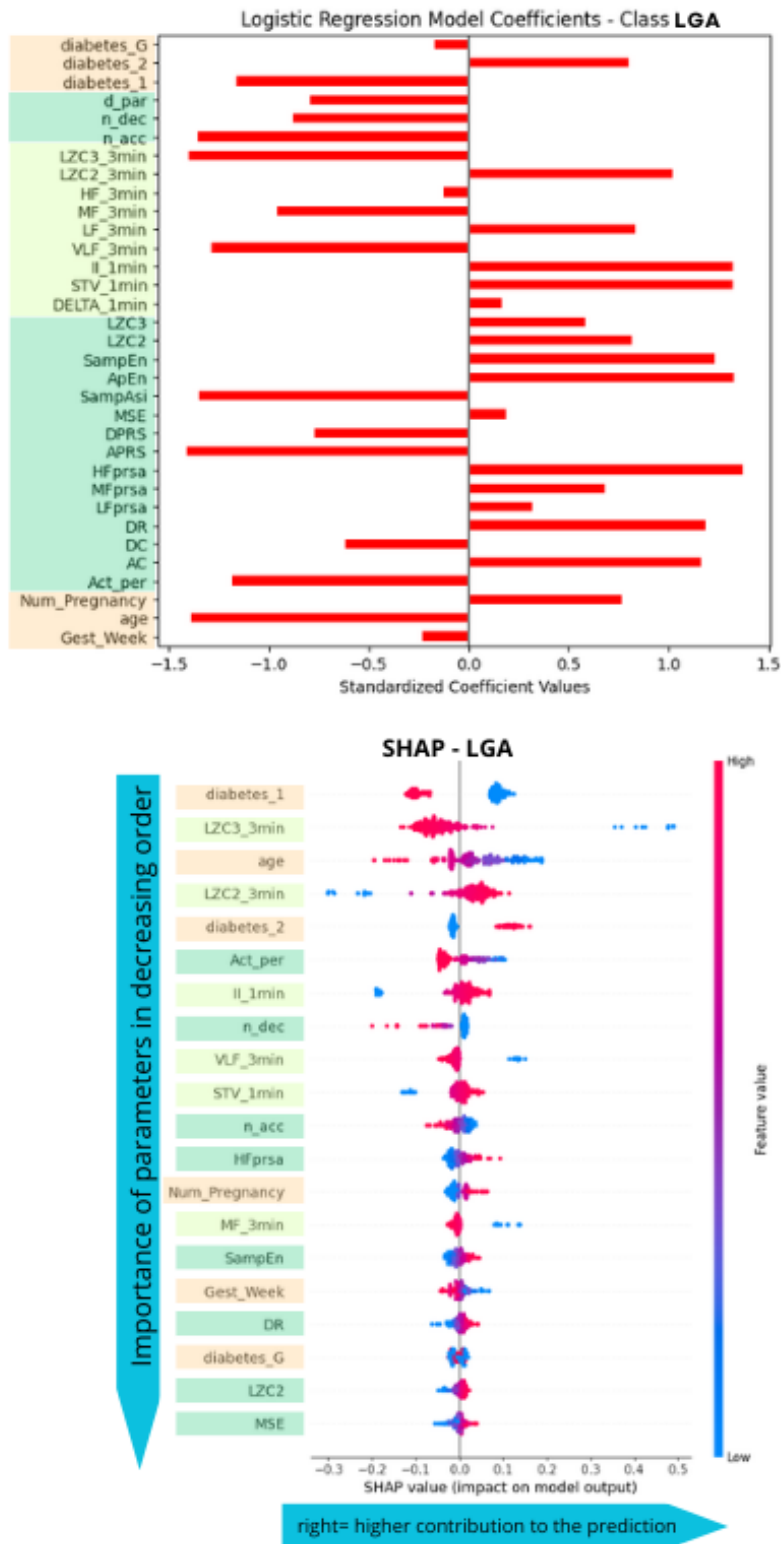 Logistic Regression Model Coefficients - Class LGA
diabetes_G
diabetes_2
diabetes_1
d_par
n_dec
n_acc
LZC3_3min
LZC2_3min
HF_3min
MF_3min
LF_3min
VLF_3min
II_1min
STV_1min
DELTA_1min
LZC3
LZC2
SampEn
ApEn
SampAsi
MSE
DPRS
APRS
HFprsa
MFprsa
LFprsa
DR
DC
AC
Act_per
Num_Pregnancy
age
Gest_Week
−1.5 −1.0 −0.5 0.0 0.5 1.0 1.5
Standardized Coefficient Values
SHAP - LGA
High
Importance of parameters in decreasing order
diabetes_1
LZC3_3min
age
LZC2_3min
diabetes_2
Act_per
II_1min
n_dec
VLF_3min
STV_1min
n_acc
HFprsa
Num_Pregnancy
MF_3min
SampEn
Gest_Week
DR
diabetes_G
LZC2
MSE
Feature value
Low
−0.3 −0.2 −0.1 0.0 0.1 0.2 0.3 0.4 0.5
SHAP value (impact on model output)
right= higher contribution to the prediction